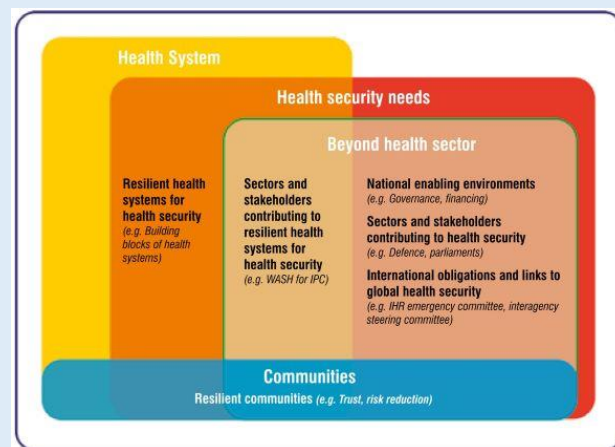 Health System
Health security needs
Beyond health sector
Resilient health
systems for
health security
(e.g. Building
blocks of health
systems)
Sectors and
stakeholders
contributing to
resilient health
systems for
health security
(e.g. WASH for IPC)
National enabling environments
(e.g. Governance, financing)
Sectors and stakeholders
contributing to health security
(e.g. Defence, parliaments)
International obligations and links to
global health security
(e.g. IHR emergency committee, interagency
steering committee)
Communities
Resilient communities (e.g. Trust, risk reduction)